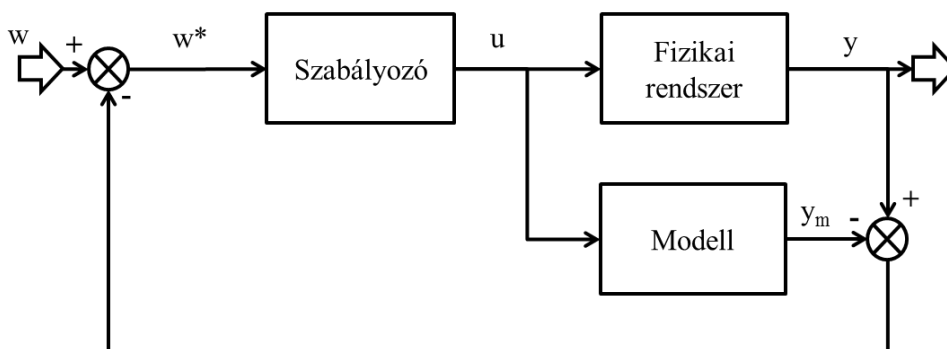 w
+
-
w*
Szabályozó
u
Fizikai
rendszer
y
Modell
yₘ
-
+